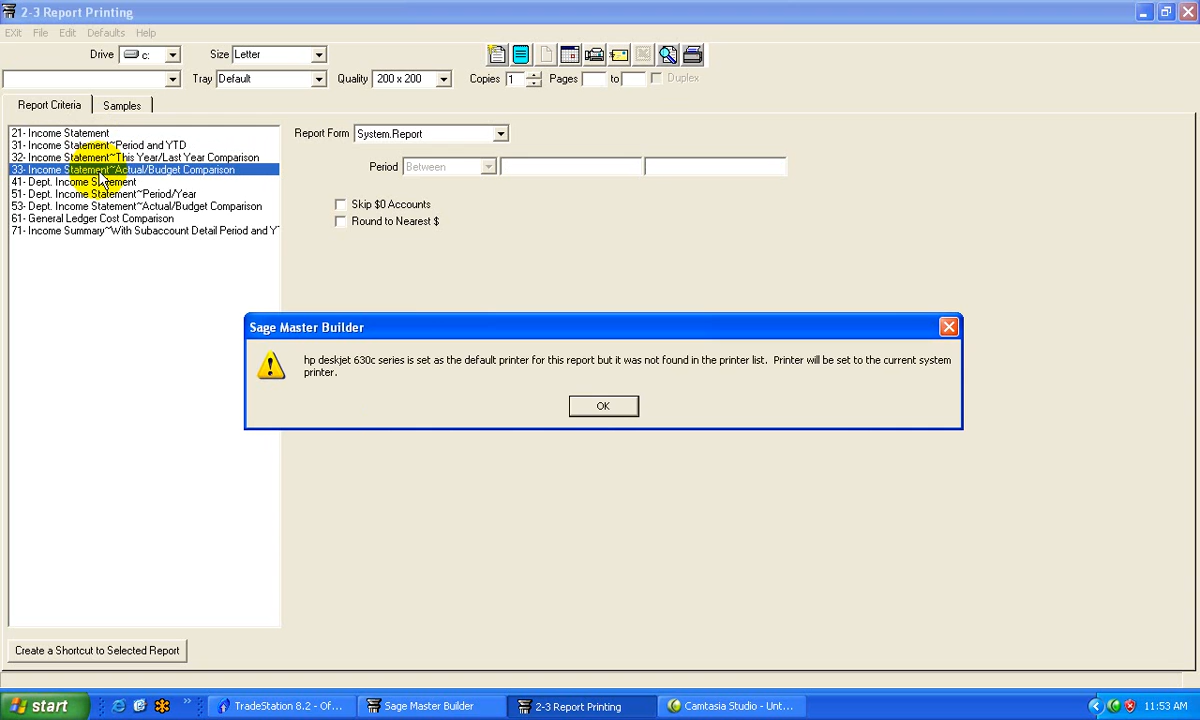 2-3 Report Printing
EXit File Edit Defaults Help
Drive c: Size Letter
Tray Default Quality 200 x 200 Copies 1 Pages to Duplex
Report Criteria Samples
21- Income Statement
31- Income Statement~Period and YTD
32- Income Statement~This Year/Last Year Comparison
33- Income Statement~Actual/Budget Comparison
41- Dept. Income Statement
51- Dept. Income Statement~Period/Year
53- Dept. Income Statement~Actual/Budget Comparison
61- General Ledger Cost Comparison
71- Income Summary~With Subaccount Detail Period and Y
Report Form System.Report
Period Between
Skip $0 Accounts
Round to Nearest $
Sage Master Builder
hp deskjet 630c series is set as the default printer for this report but it was not found in the printer list. Printer will be set to the current system
printer.
OK
Create a Shortcut to Selected Report
start TradeStation 8.2 - Of... Sage Master Builder 2-3 Report Printing Camtasia Studio - Unt... 11:53 AM